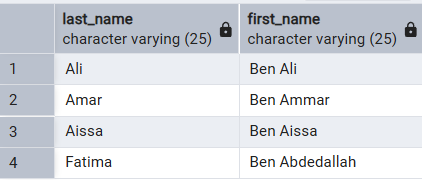 last_name first_name
character varying (25) character varying (25)
1 Ali Ben Ali
2 Amar Ben Ammar
3 Aissa Ben Aissa
4 Fatima Ben Abdedallah